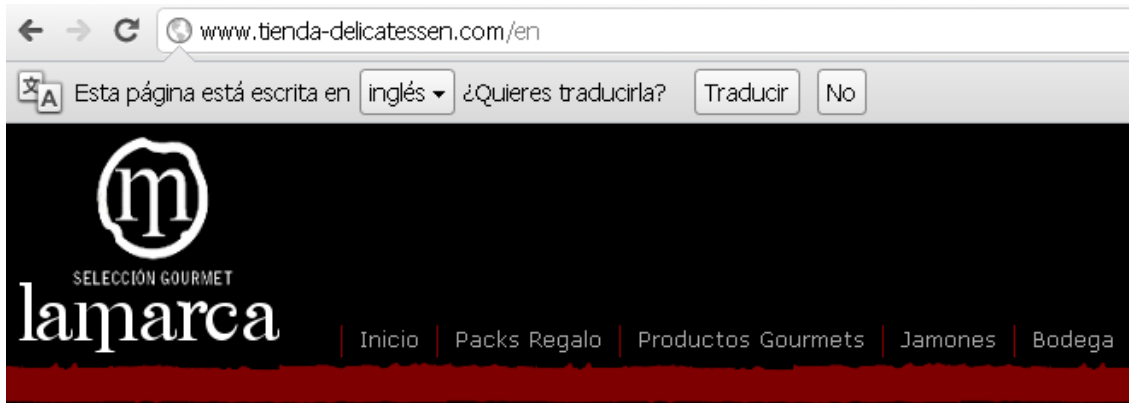 www.tienda-delicatessen.com/en
Esta página está escrita en inglés ¿Quieres traducirla? Traducir No
m
SELECCIÓN GOURMET
lamarca
Inicio Packs Regalo Productos Gourmets Jamones Bodega